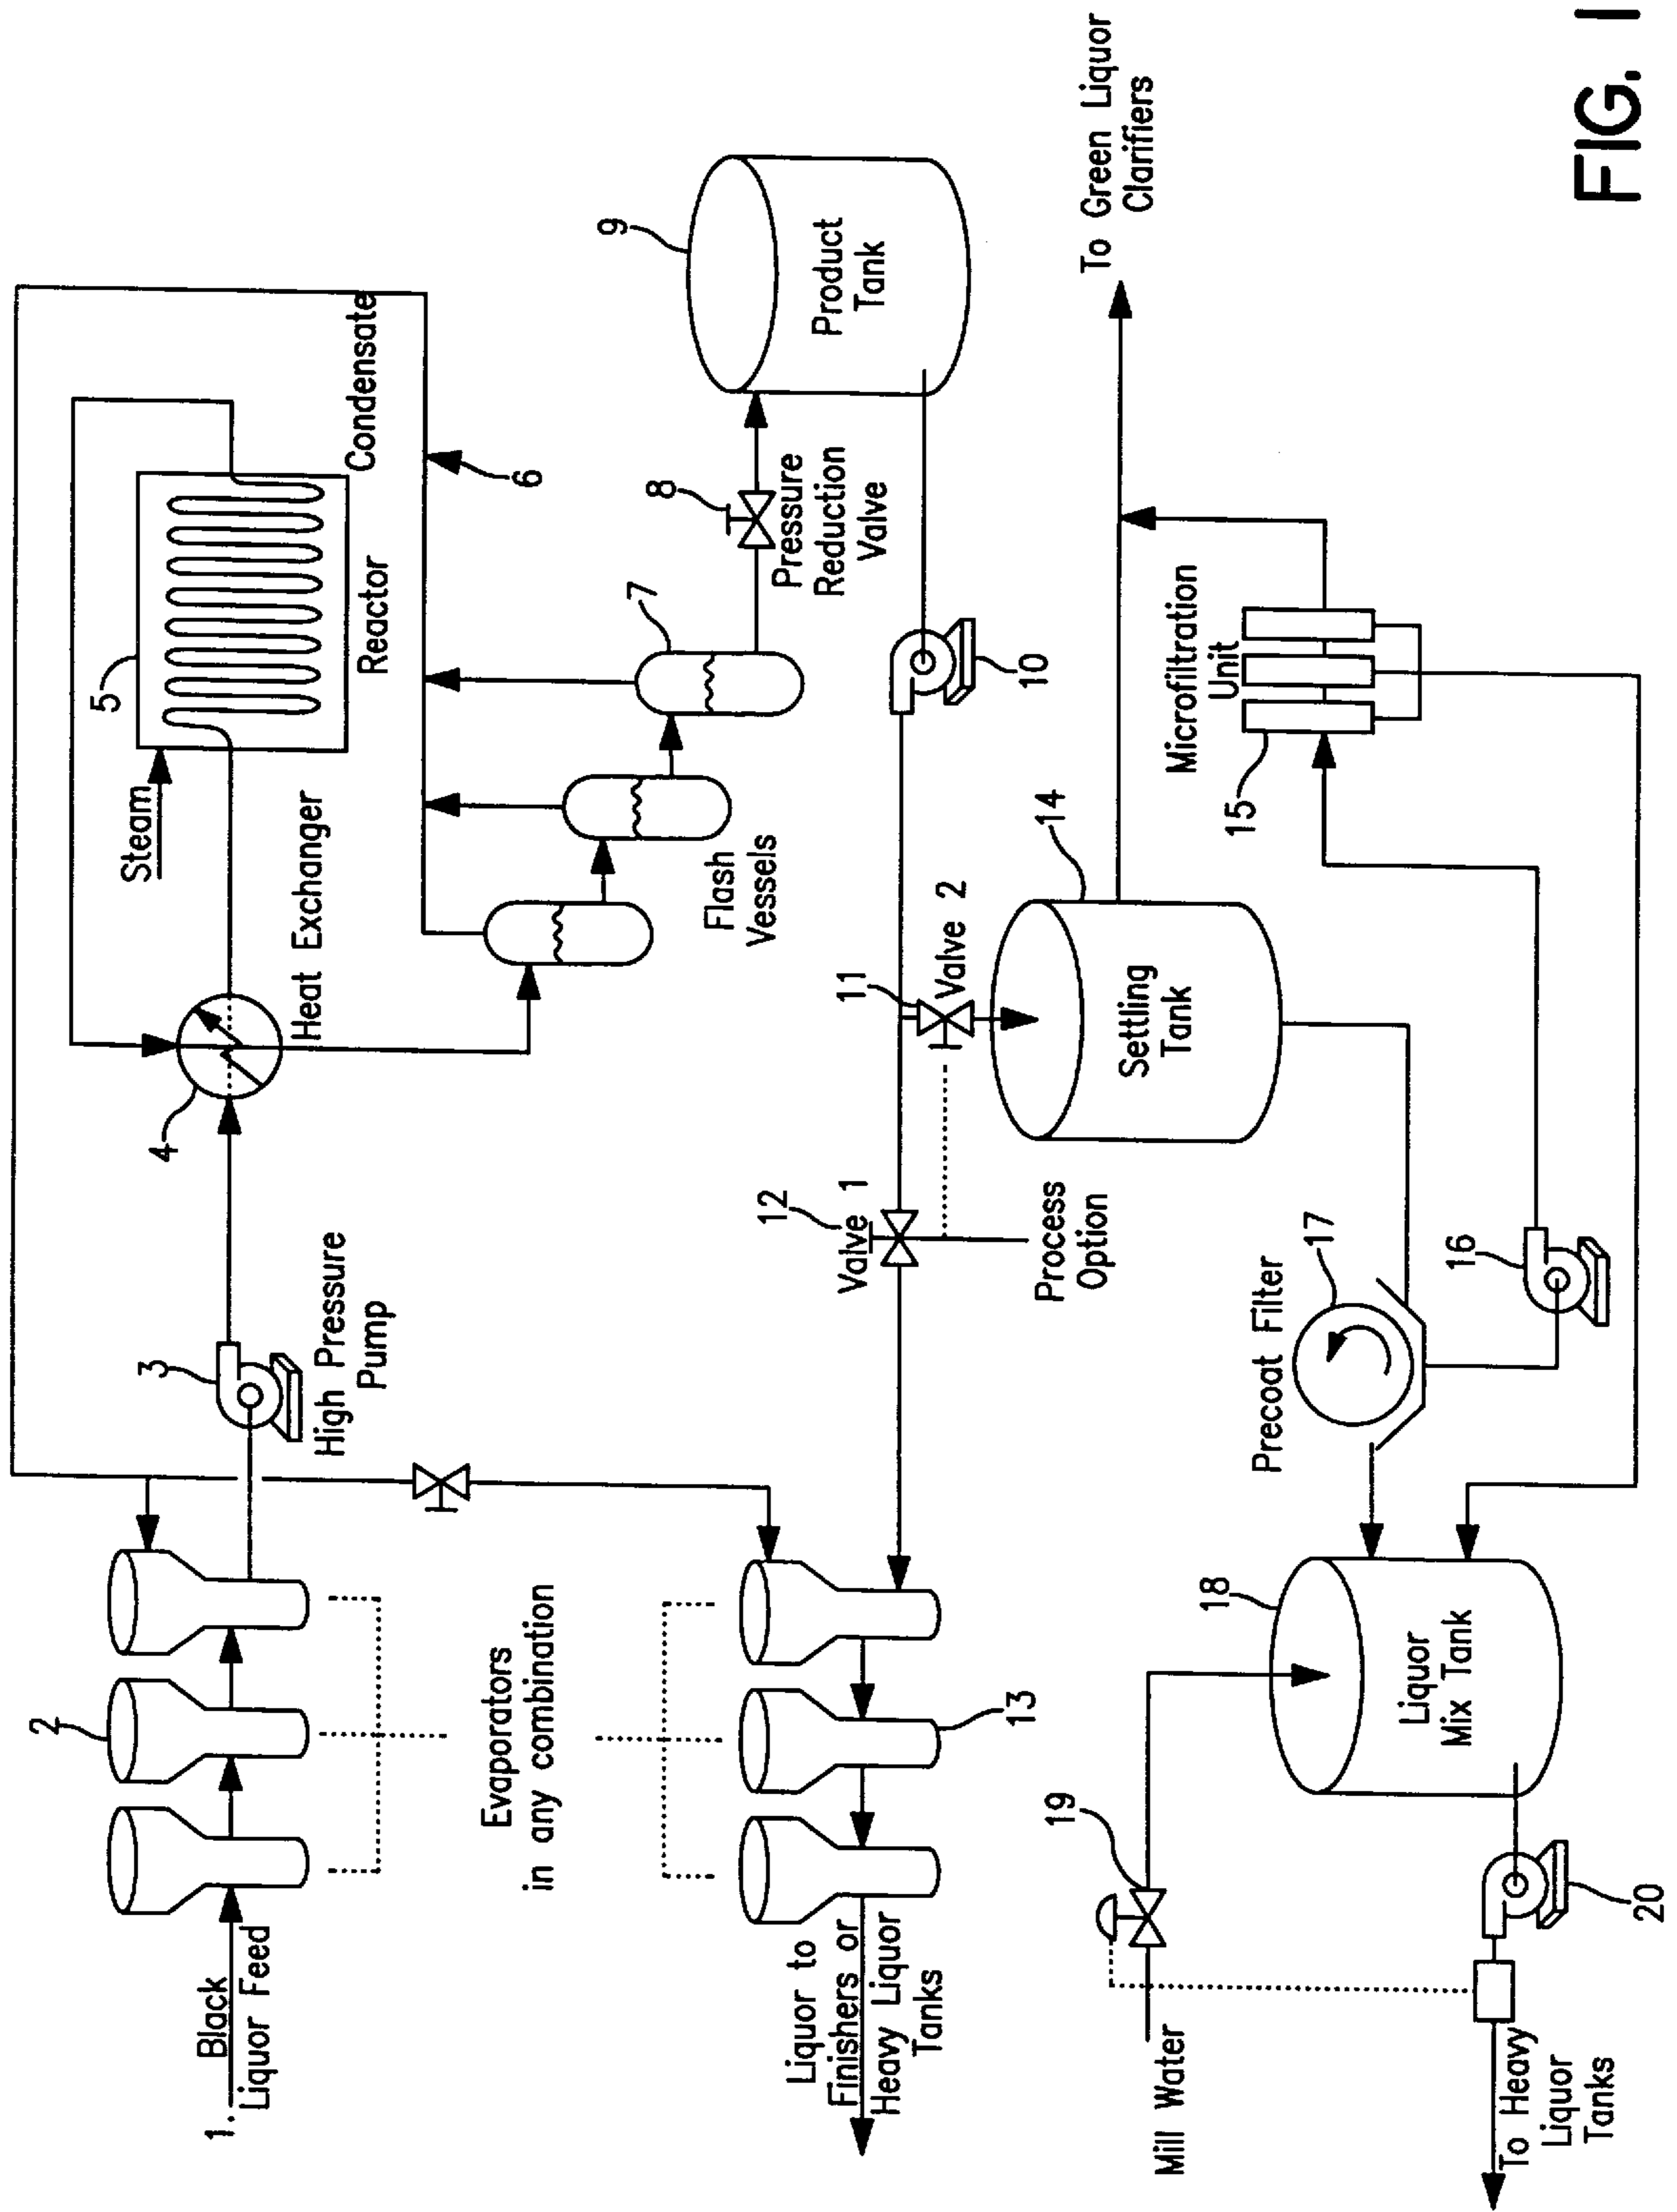 1.
Black
Liquor Feed
2
3
High Pressure
Pump
4
Heat Exchanger
Steam
5
Reactor
Condensate
6
Evaporators
in any combination
Flash
Vessels
7
8
Pressure
Reduction
Valve
9
Product
Tank
10
11
Valve 2
12
Valve 1
Process
Option
13
Liquor to
Finishers or
Heavy Liquor
Tanks
14
Settling
Tank
To Green Liquor
Clarifiers
Microfiltration
Unit
15
16
Precoat Filter
17
18
Liquor
Mix Tank
19
Mill Water
20
To Heavy
Liquor
Tanks
FIG. 1